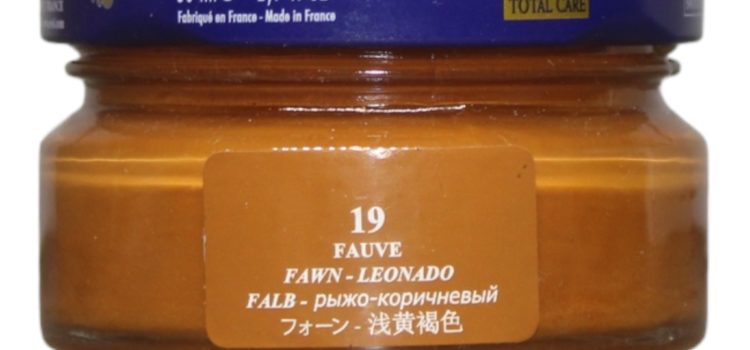 Fabriqué en France - Made in France
TOTAL CARE
19
FAUVE
FAWN - LEONADO
FALB - рыжо-коричневый
フォーン - 浅黄褐色